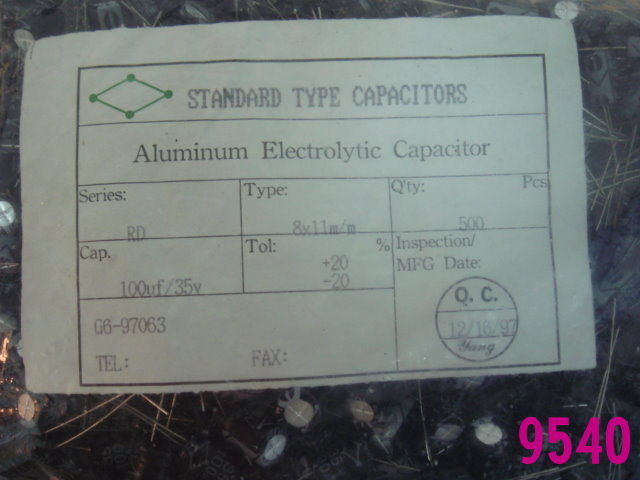 STANDARD TYPE CAPACITORS
Aluminum Electrolytic Capacitor
Series: Type: Q'ty: Pcs
RD 8x11m/m 500
Cap. Tol: % Inspection/
MFG Date:
100uf/35v +20
-20
Q. C.
12/16/97
Yang
G6-97063
TEL: FAX:
9540